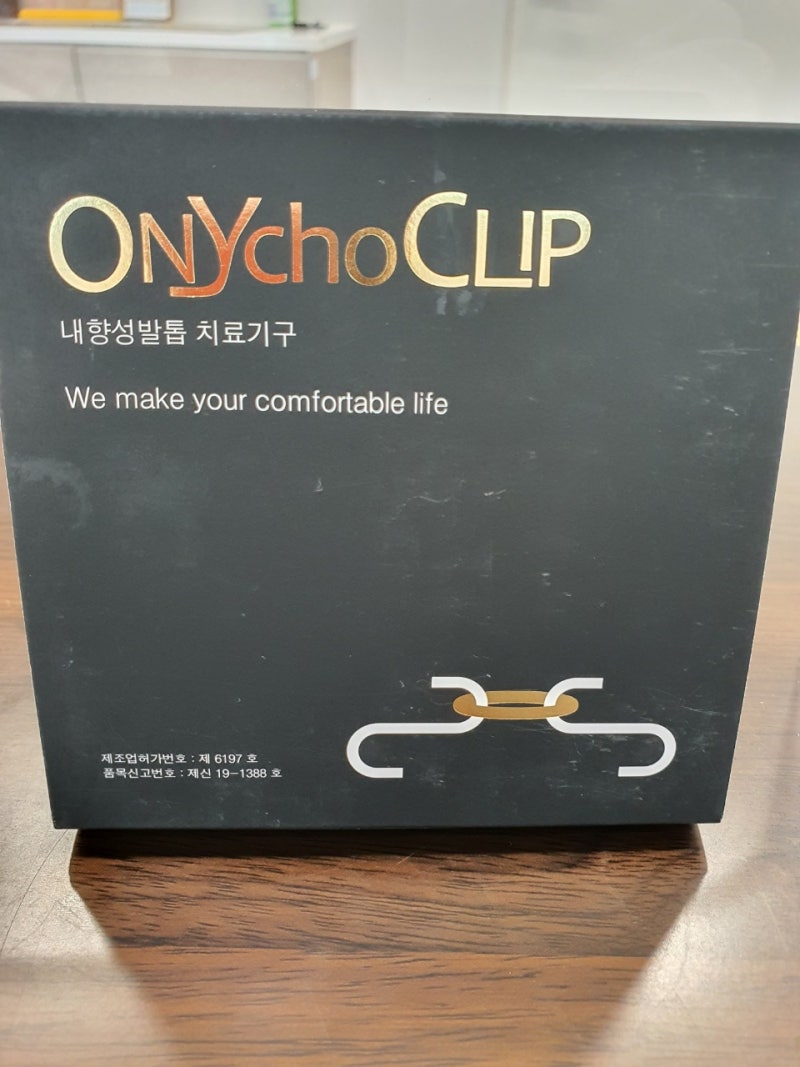 ONYchoCLIP
내향성발톱 치료기구
We make your comfortable life
제조업허가번호 : 제 6197 호
품목신고번호 : 제신 19-1388 호